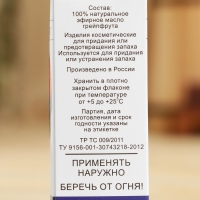 Состав:
100% натуральное
эфирное масло
грейпфрута
Изделия косметические
для придания или
предотвращения запаха
Используется для придания
или устранения запаха
Произведено в России
Хранить в плотно
закрытом флаконе
при температуре
от +5 до +25°С
Партия, дата
изготовления и срок
годности указаны
на этикетке
ТР ТС 009/2011
ТУ 9156-001-30743218-2012
ПРИМЕНЯТЬ
НАРУЖНО
БЕРЕЧЬ ОТ ОГНЯ!